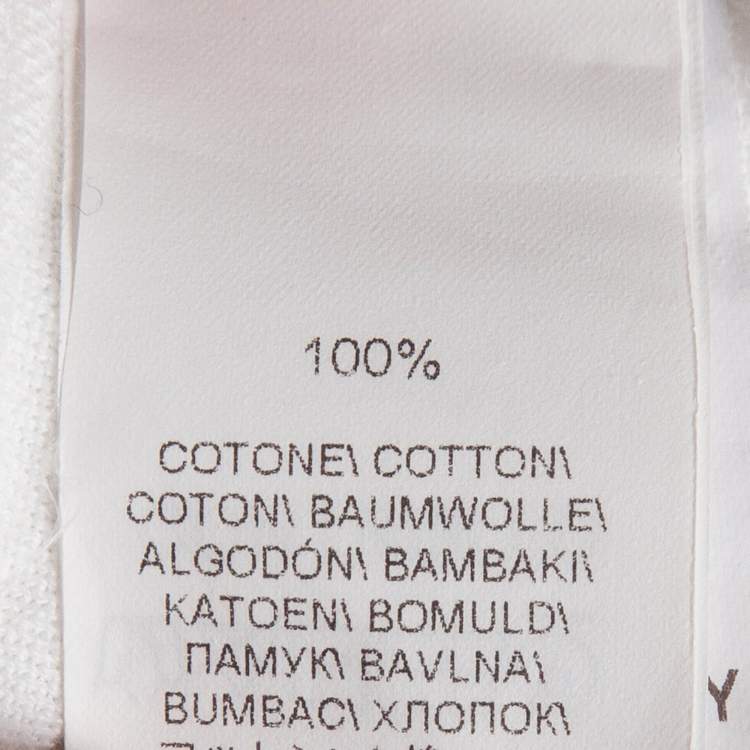 100%
COTONE\ COTTON\
COTON\ BAUMWOLLE\
ALGODÓN\ BAMBAKI\
KATOEN\ BOMULD\
ПАМУК\ BAVLNA\
BUMBAC\ ХЛОПОК\
Y